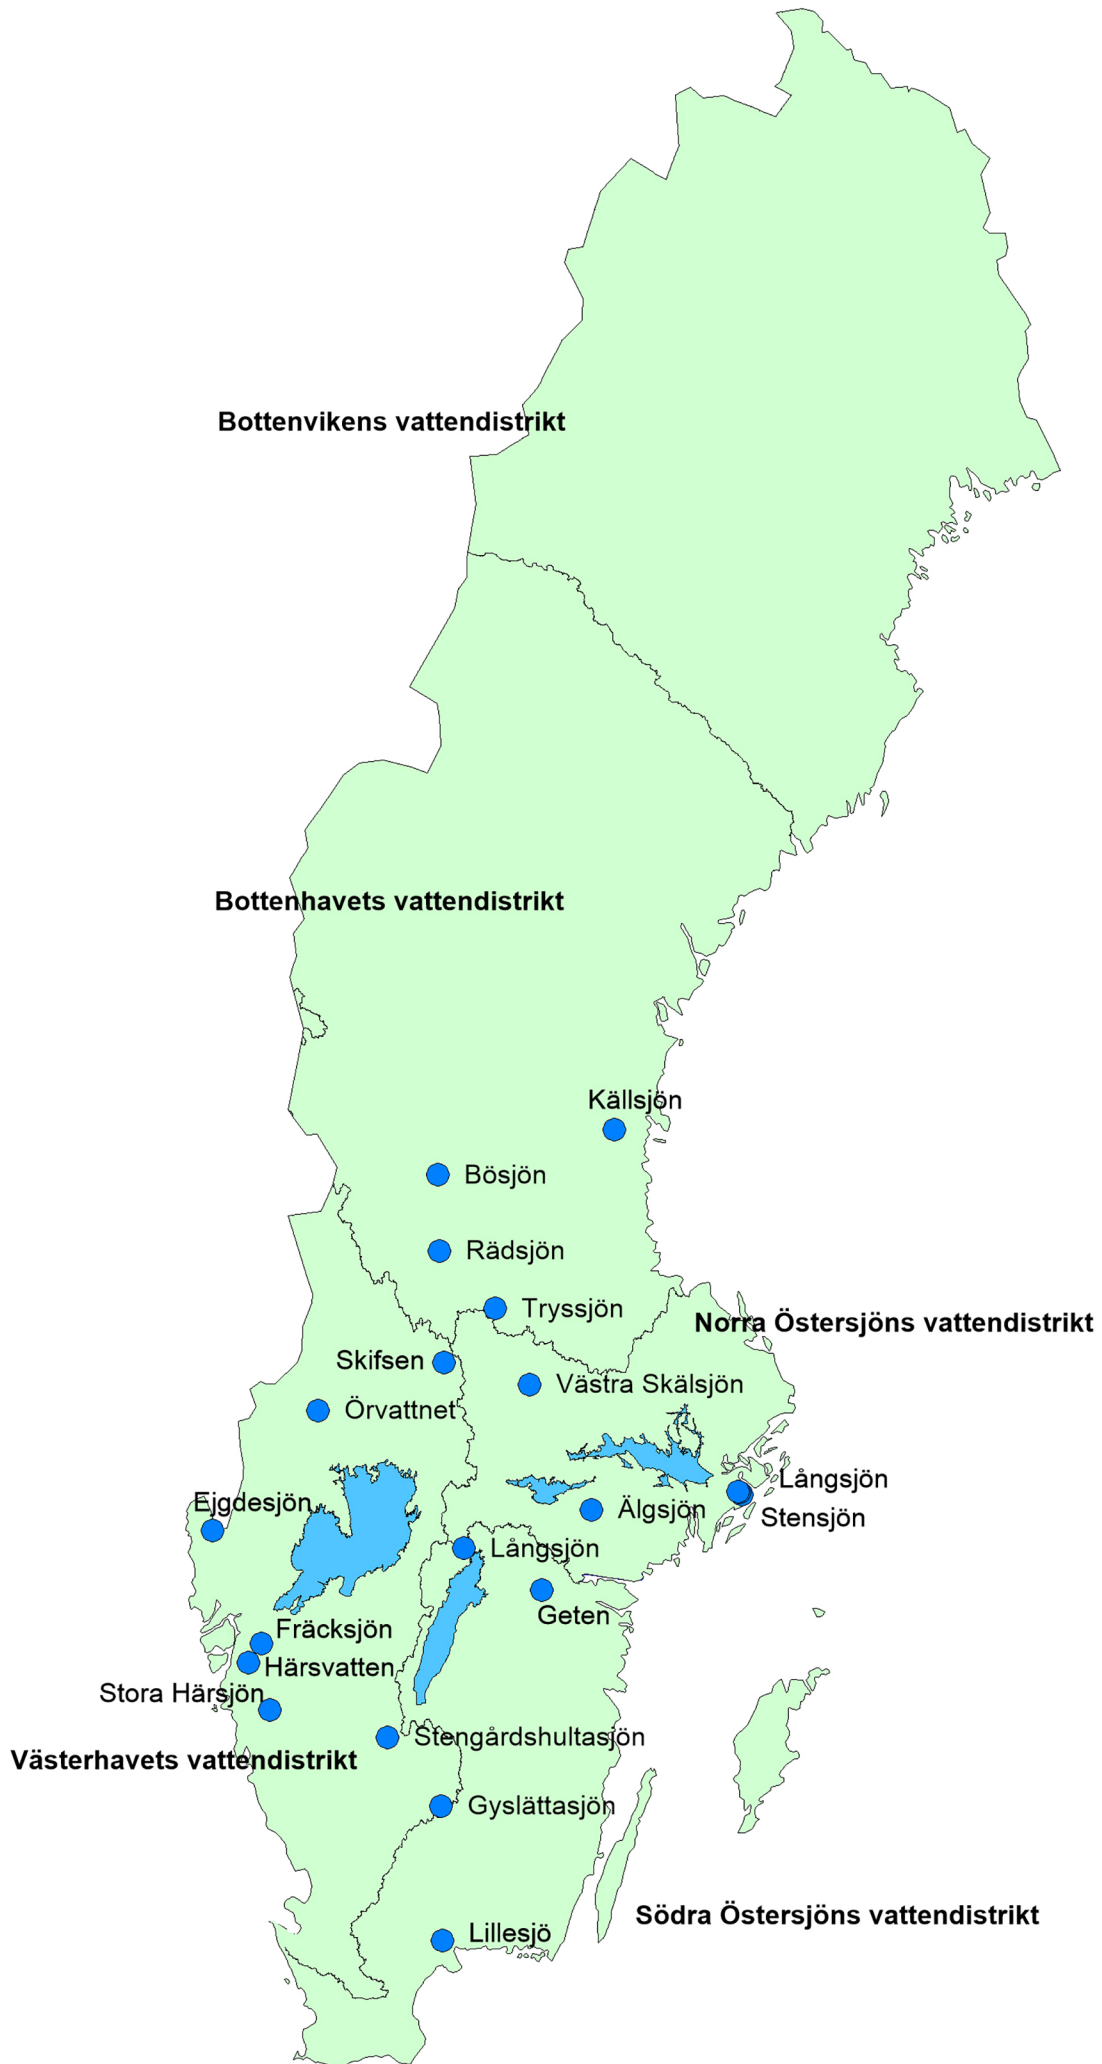 Bottenvikens vattendistrikt
Bottenhavets vattendistrikt
Källsjön
Bösjön
Rädsjön
Tryssjön
Norra Östersjöns vattendistrikt
Skifsen
Västra Skälsjön
Örvattnet
Långsjön
Ejgdesjön
Älgsjön
Stensjön
Långsjön
Geten
Fräcksjön
Härsvatten
Stora Härsjön
Stengårdshultasjön
Västerhavets vattendistrikt
Gyslättasjön
Södra Östersjöns vattendistrikt
Lillesjö